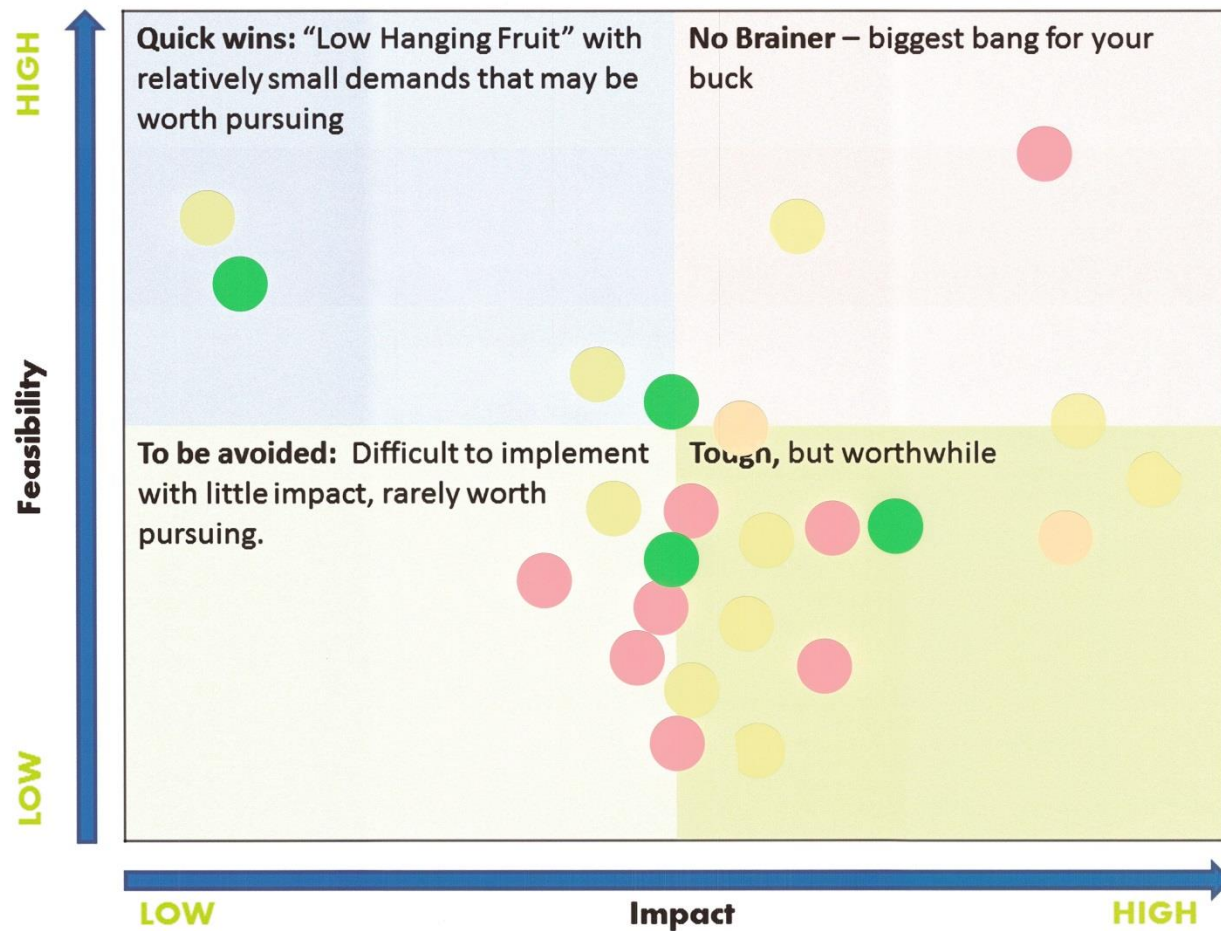 HIGH
Quick wins: “Low Hanging Fruit” with
relatively small demands that may be
worth pursuing
No Brainer – biggest bang for your
buck
Feasibility
To be avoided:  Difficult to implement
with little impact, rarely worth
pursuing.
Tough, but worthwhile
LOW
LOW
Impact
HIGH